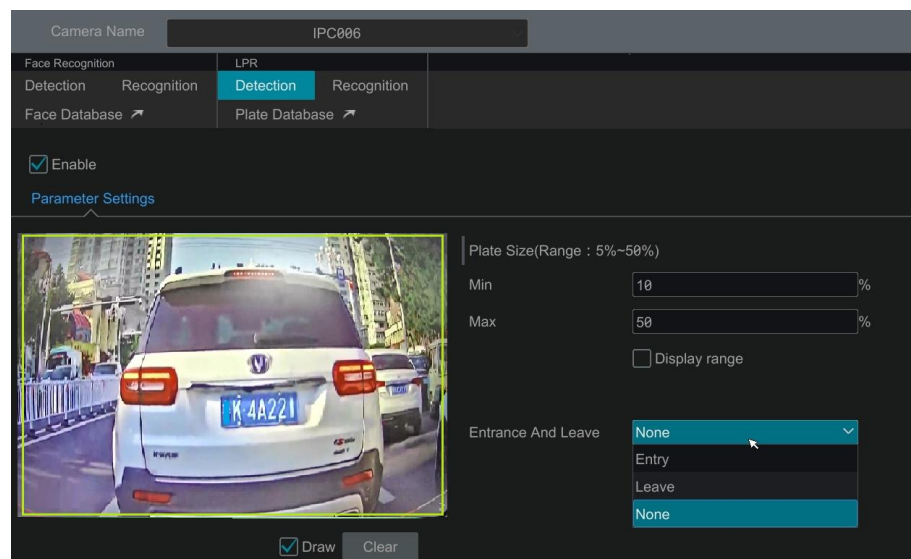 Camera Name IPC006
Face Recognition LPR
Detection Recognition Detection Recognition
Face Database Plate Database
Enable
Parameter Settings
Plate Size(Range : 5%~50%)
Min 10 %
Max 50 %
Display range
K 4A221
Entrance And Leave None
Entry
Leave
None
Draw Clear